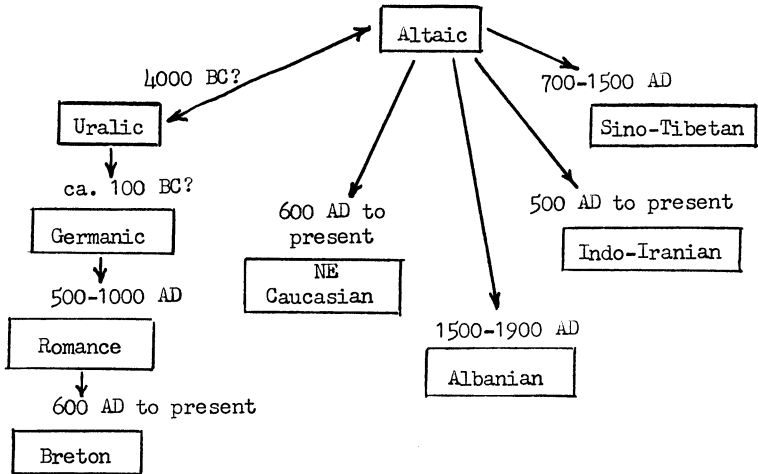 Altaic
4000 BC?
Uralic
ca. 100 BC?
Germanic
500-1000 AD
Romance
600 AD to present
Breton
600 AD to
present
NE
Caucasian
1500-1900 AD
Albanian
500 AD to present
Indo-Iranian
700-1500 AD
Sino-Tibetan